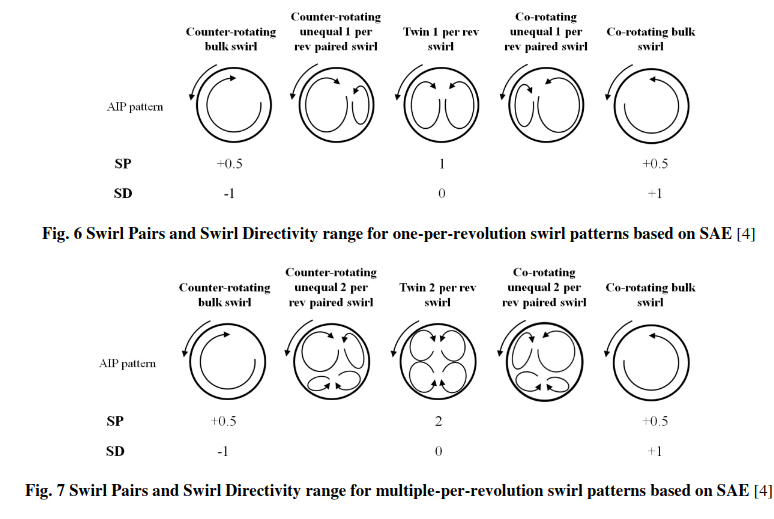 Counter-rotating bulk swirl
Counter-rotating unequal 1 per rev paired swirl
Twin 1 per rev swirl
Co-rotating unequal 1 per rev paired swirl
Co-rotating bulk swirl
AIP pattern
SP +0.5 1 +0.5
SD -1 0 +1
Fig. 6 Swirl Pairs and Swirl Directivity range for one-per-revolution swirl patterns based on SAE [4]
Counter-rotating bulk swirl
Counter-rotating unequal 2 per rev paired swirl
Twin 2 per rev swirl
Co-rotating unequal 2 per rev paired swirl
Co-rotating bulk swirl
AIP pattern
SP +0.5 2 +0.5
SD -1 0 +1
Fig. 7 Swirl Pairs and Swirl Directivity range for multiple-per-revolution swirl patterns based on SAE [4]